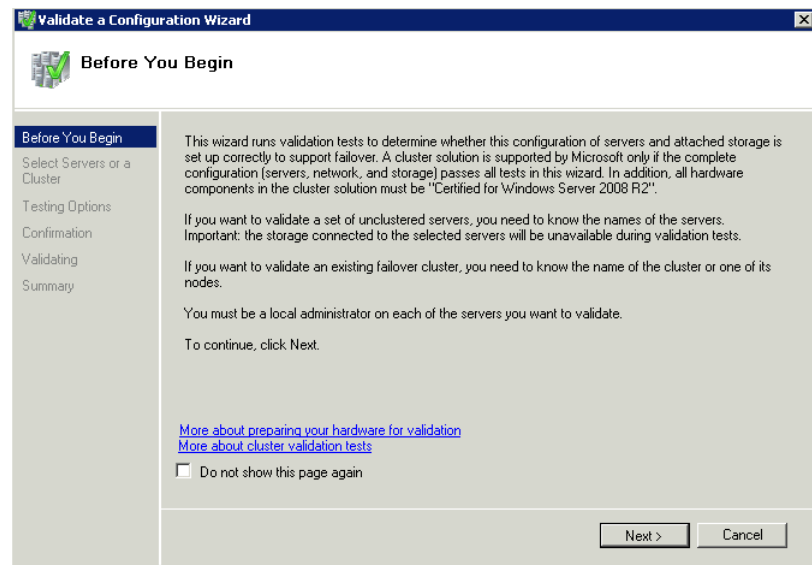 Validate a Configuration Wizard
Before You Begin
Before You Begin
Select Servers or a
Cluster
Testing Options
Confirmation
Validating
Summary
This wizard runs validation tests to determine whether this configuration of servers and attached storage is
set up correctly to support failover. A cluster solution is supported by Microsoft only if the complete
configuration (servers, network, and storage) passes all tests in this wizard. In addition, all hardware
components in the cluster solution must be "Certified for Windows Server 2008 R2".
If you want to validate a set of unclustered servers, you need to know the names of the servers.
Important: the storage connected to the selected servers will be unavailable during validation tests.
If you want to validate an existing failover cluster, you need to know the name of the cluster or one of its
nodes.
You must be a local administrator on each of the servers you want to validate.
To continue, click Next.
More about preparing your hardware for validation
More about cluster validation tests
Do not show this page again
Next >
Cancel